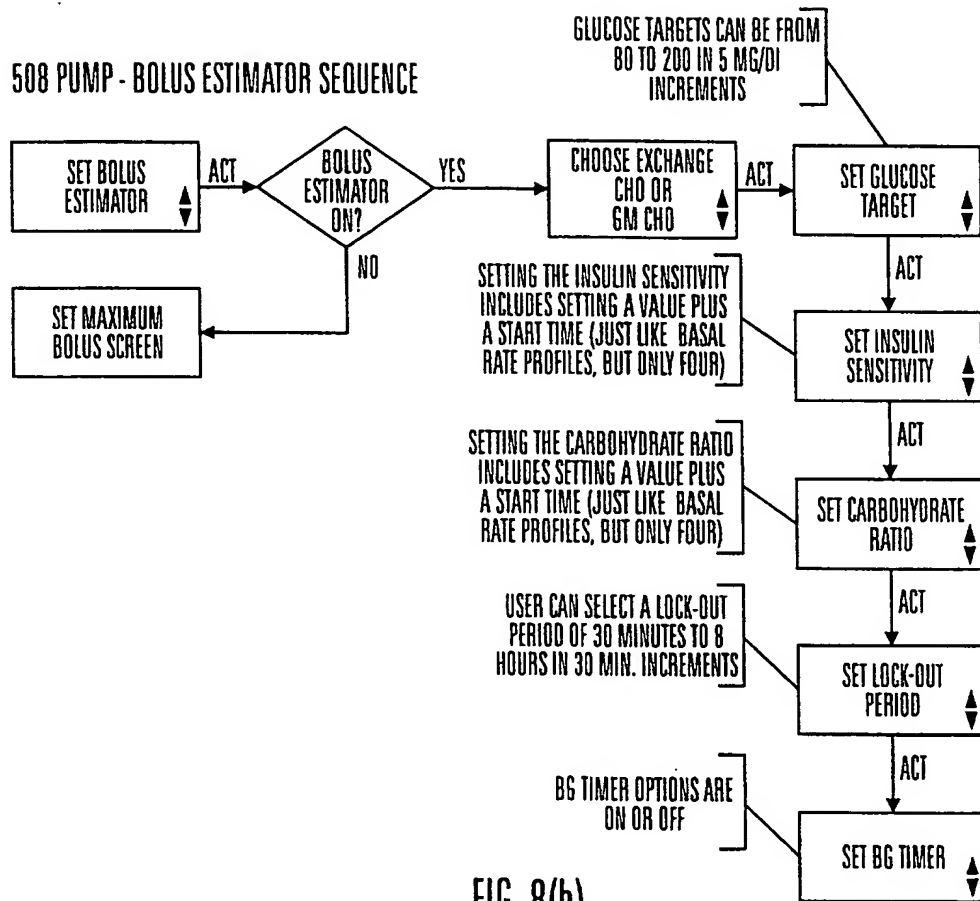 GLUCOSE TARGETS CAN BE FROM
80 TO 200 IN 5 MG/Dl
INCREMENTS
508 PUMP - BOLUS ESTIMATOR SEQUENCE
SET BOLUS
ESTIMATOR
ACT
BOLUS
ESTIMATOR
ON?
YES
CHOOSE EXCHANGE
CHO OR
GM CHO
ACT
SET GLUCOSE
TARGET
NO
ACT
SET MAXIMUM
BOLUS SCREEN
SETTING THE INSULIN SENSITIVITY
INCLUDES SETTING A VALUE PLUS
A START TIME (JUST LIKE BASAL
RATE PROFILES, BUT ONLY FOUR)
SET INSULIN
SENSITIVITY
ACT
SETTING THE CARBOHYDRATE RATIO
INCLUDES SETTING A VALUE PLUS
A START TIME (JUST LIKE BASAL
RATE PROFILES, BUT ONLY FOUR)
SET CARBOHYDRATE
RATIO
ACT
USER CAN SELECT A LOCK-OUT
PERIOD OF 30 MINUTES TO 8
HOURS IN 30 MIN. INCREMENTS
SET LOCK-OUT
PERIOD
ACT
BG TIMER OPTIONS ARE
ON OR OFF
SET BG TIMER
FIG. 8(b)